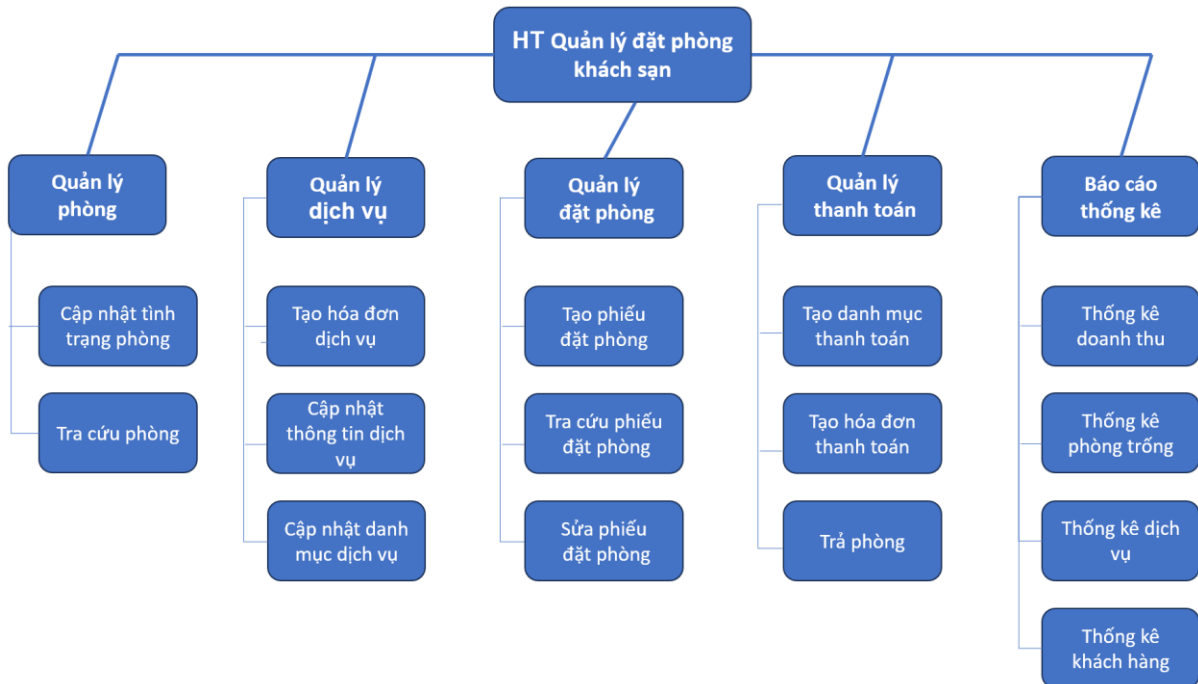 HT Quản lý đặt phòng
khách sạn
Quản lý
phòng
Cập nhật tình
trạng phòng
Tra cứu phòng
Quản lý
dịch vụ
Tạo hóa đơn
dịch vụ
Cập nhật
thông tin dịch
vụ
Cập nhật danh
mục dịch vụ
Quản lý
đặt phòng
Tạo phiếu
đặt phòng
Tra cứu phiếu
đặt phòng
Sửa phiếu
đặt phòng
Quản lý
thanh toán
Tạo danh mục
thanh toán
Tạo hóa đơn
thanh toán
Trả phòng
Báo cáo
thống kê
Thống kê
doanh thu
Thống kê
phòng trống
Thống kê dịch
vụ
Thống kê
khách hàng